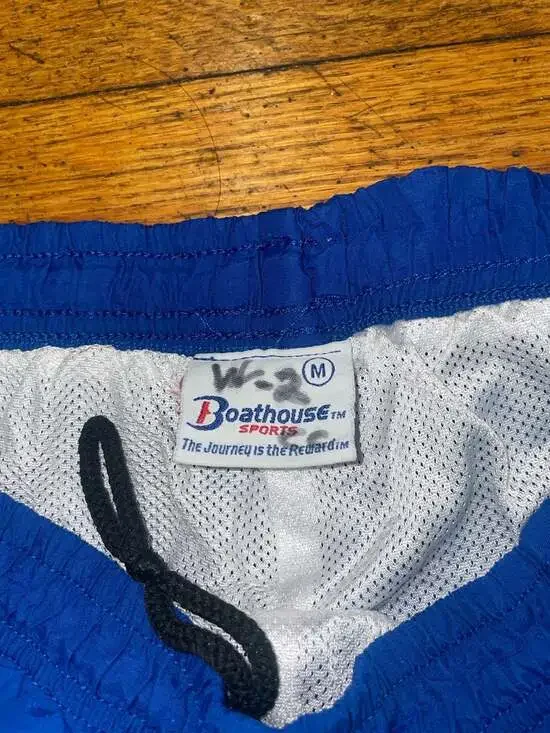 W-2 M
Boathouse™
SPORTS
The Journey is the Reward™